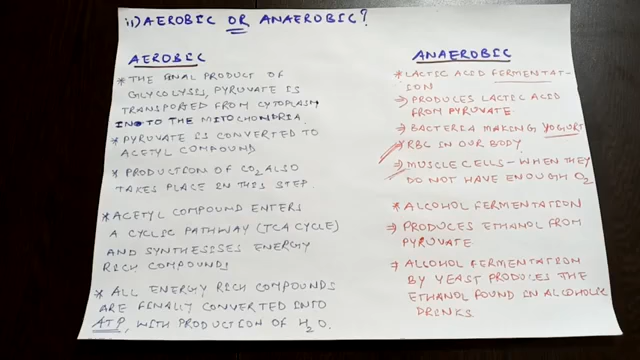 ii) AEROBIC OR ANAEROBIC?
AEROBIC
* THE FINAL PRODUCT OF
GLYCOLYSIS, PYRUVATE IS
TRANSPORTED FROM CYTOPLASM
INTO THE MITOCHONDRIA.
* PYRUVATE IS CONVERTED TO
ACETYL COMPOUND
* PRODUCTION OF CO2 ALSO
TAKES PLACE IN THIS STEP.
* ACETYL COMPOUND ENTERS
A CYCLIC PATHWAY (TCA CYCLE)
AND SYNTHESISES ENERGY
RICH COMPOUNDS
* ALL ENERGY RICH COMPOUNDS
ARE FINALLY CONVERTED INTO
ATP, WITH PRODUCTION OF H2O.
ANAEROBIC
* LACTIC ACID FERMENTAT-
ION
⇒ PRODUCES LACTIC ACID
FROM PYRUVATE
⇒ BACTERIA MAKING YOGURT
⇒ RBC IN OUR BODY
⇒ MUSCLE CELLS - WHEN THEY
DO NOT HAVE ENOUGH O2
* ALCOHOL FERMENTATION
⇒ PRODUCES ETHANOL FROM
PYRUVATE
⇒ ALCOHOL FERMENTATION
BY YEAST PRODUCES THE
ETHANOL FOUND IN ALCOHOLIC
DRINKS